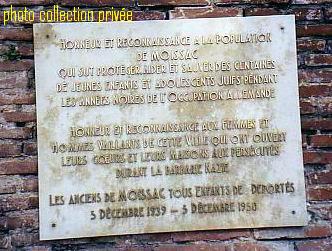 photo collection privée
HONNEUR ET RECONNAISSANCE A LA POPULATION
DE MOISSAC
QUI SUT PROTEGER AIDER ET SAUVER DES CENTAINES
DE JEUNES ENFANTS ET ADOLESCENTS JUIFS PENDANT
LES ANNÉES NOIRES DE L'OCCUPATION ALLEMANDE
HONNEUR ET RECONNAISSANCE AUX FEMMES ET
HOMMES VAILLANTS DE CETTE VILLE QUI ONT OUVERT
LEURS CŒURS ET LEURS MAISONS AUX PERSÉCUTÉS
DURANT LA BARBARIE NAZIE
LES ANCIENS DE MOISSAC TOUS ENFANTS DE DÉPORTÉS
5 DÉCEMBRE 1939 - 5 DÉCEMBRE 1950